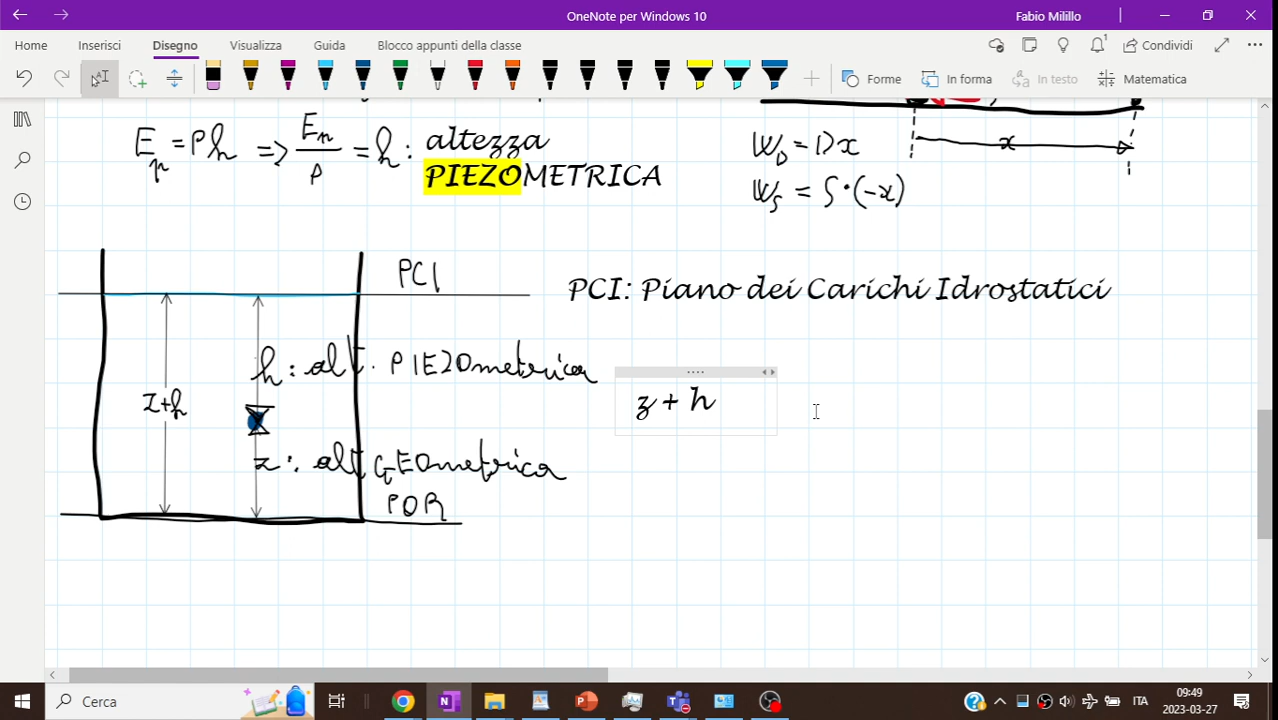 OneNote per Windows 10
Fabio Milillo
Home Inserisci Disegno Visualizza Guida Blocco appunti della classe
Condividi
Forme
In forma
In testo
Matematica
Ep = Ph => En/P = h : altezza
PIEZOMETRICA
x
WD = Dx
WS = S·(-x)
PCI
PCI: Piano dei Carichi Idrostatici
h: alt. PIEZOmetrica
z+h
z + h
z: alt GEOmetrica
POR
Cerca
ITA
09:49
2023-03-27